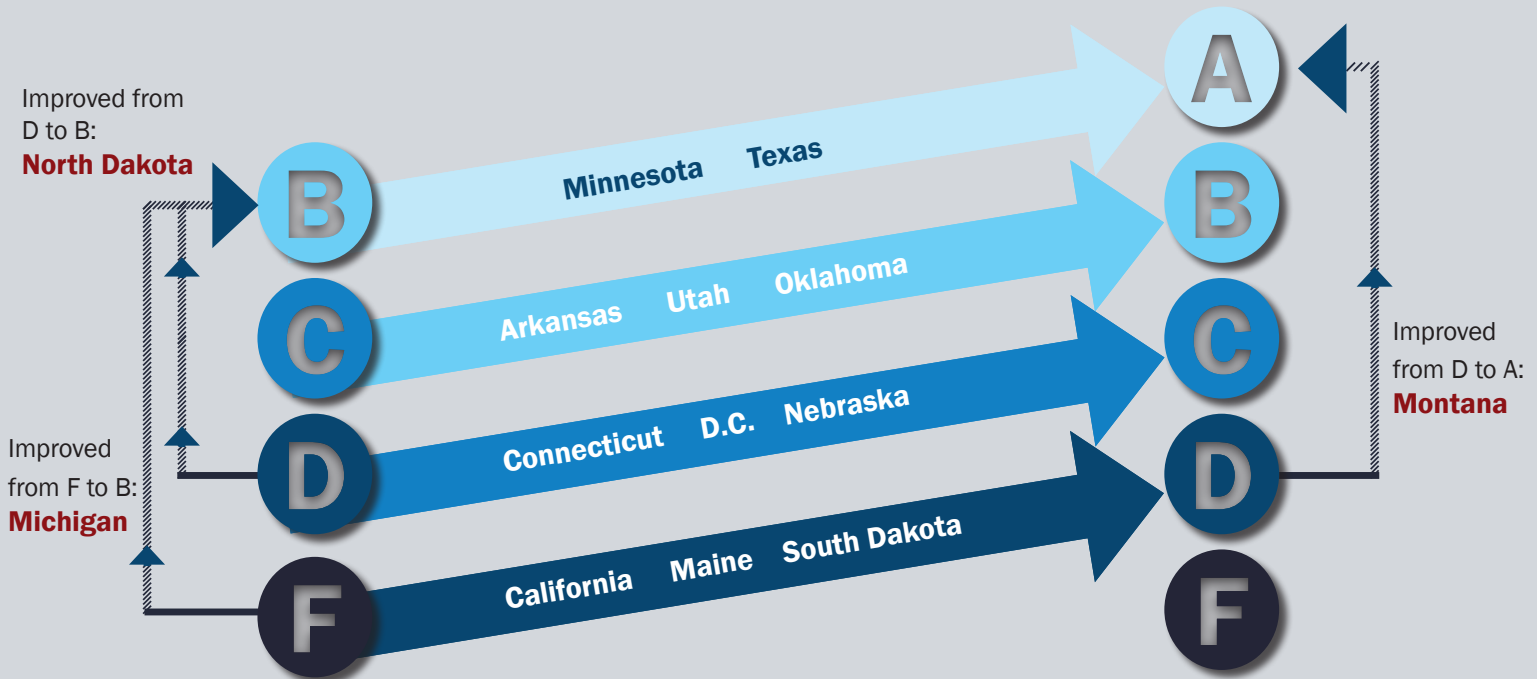 Improved from
D to B:
North Dakota
Improved
from F to B:
Michigan
B
C
D
F
Minnesota Texas
Arkansas Utah Oklahoma
Connecticut D.C. Nebraska
California Maine South Dakota
A
B
C
D
F
Improved
from D to A:
Montana